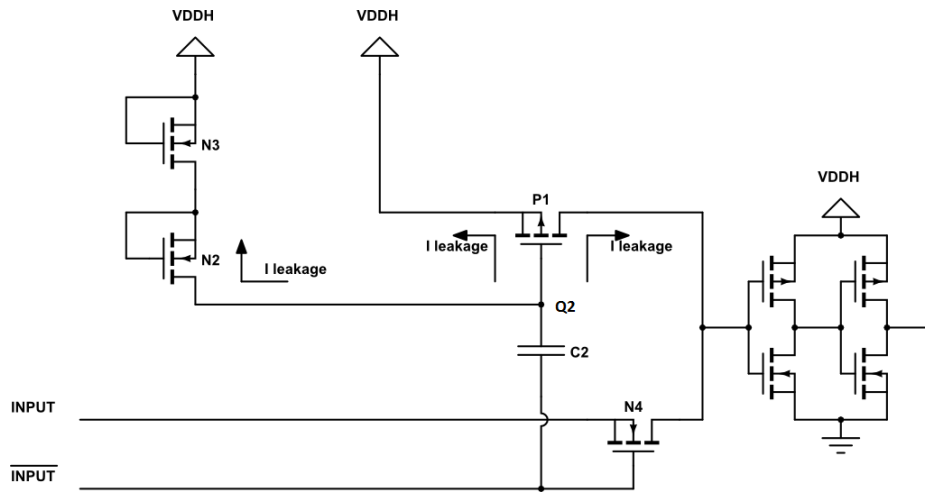 VDDH
VDDH
N3
VDDH
P1
N2
I leakage
I leakage
I leakage
Q2
C2
INPUT
N4
INPUT